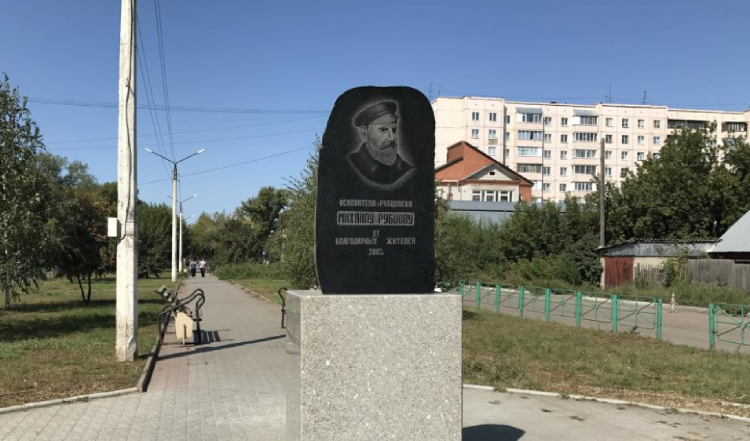 ОСНОВАТЕЛЮ г. РУБЦОВСКА
МИХАИЛУ РУБЦОВУ
ОТ
БЛАГОДАРНЫХ ЖИТЕЛЕЙ